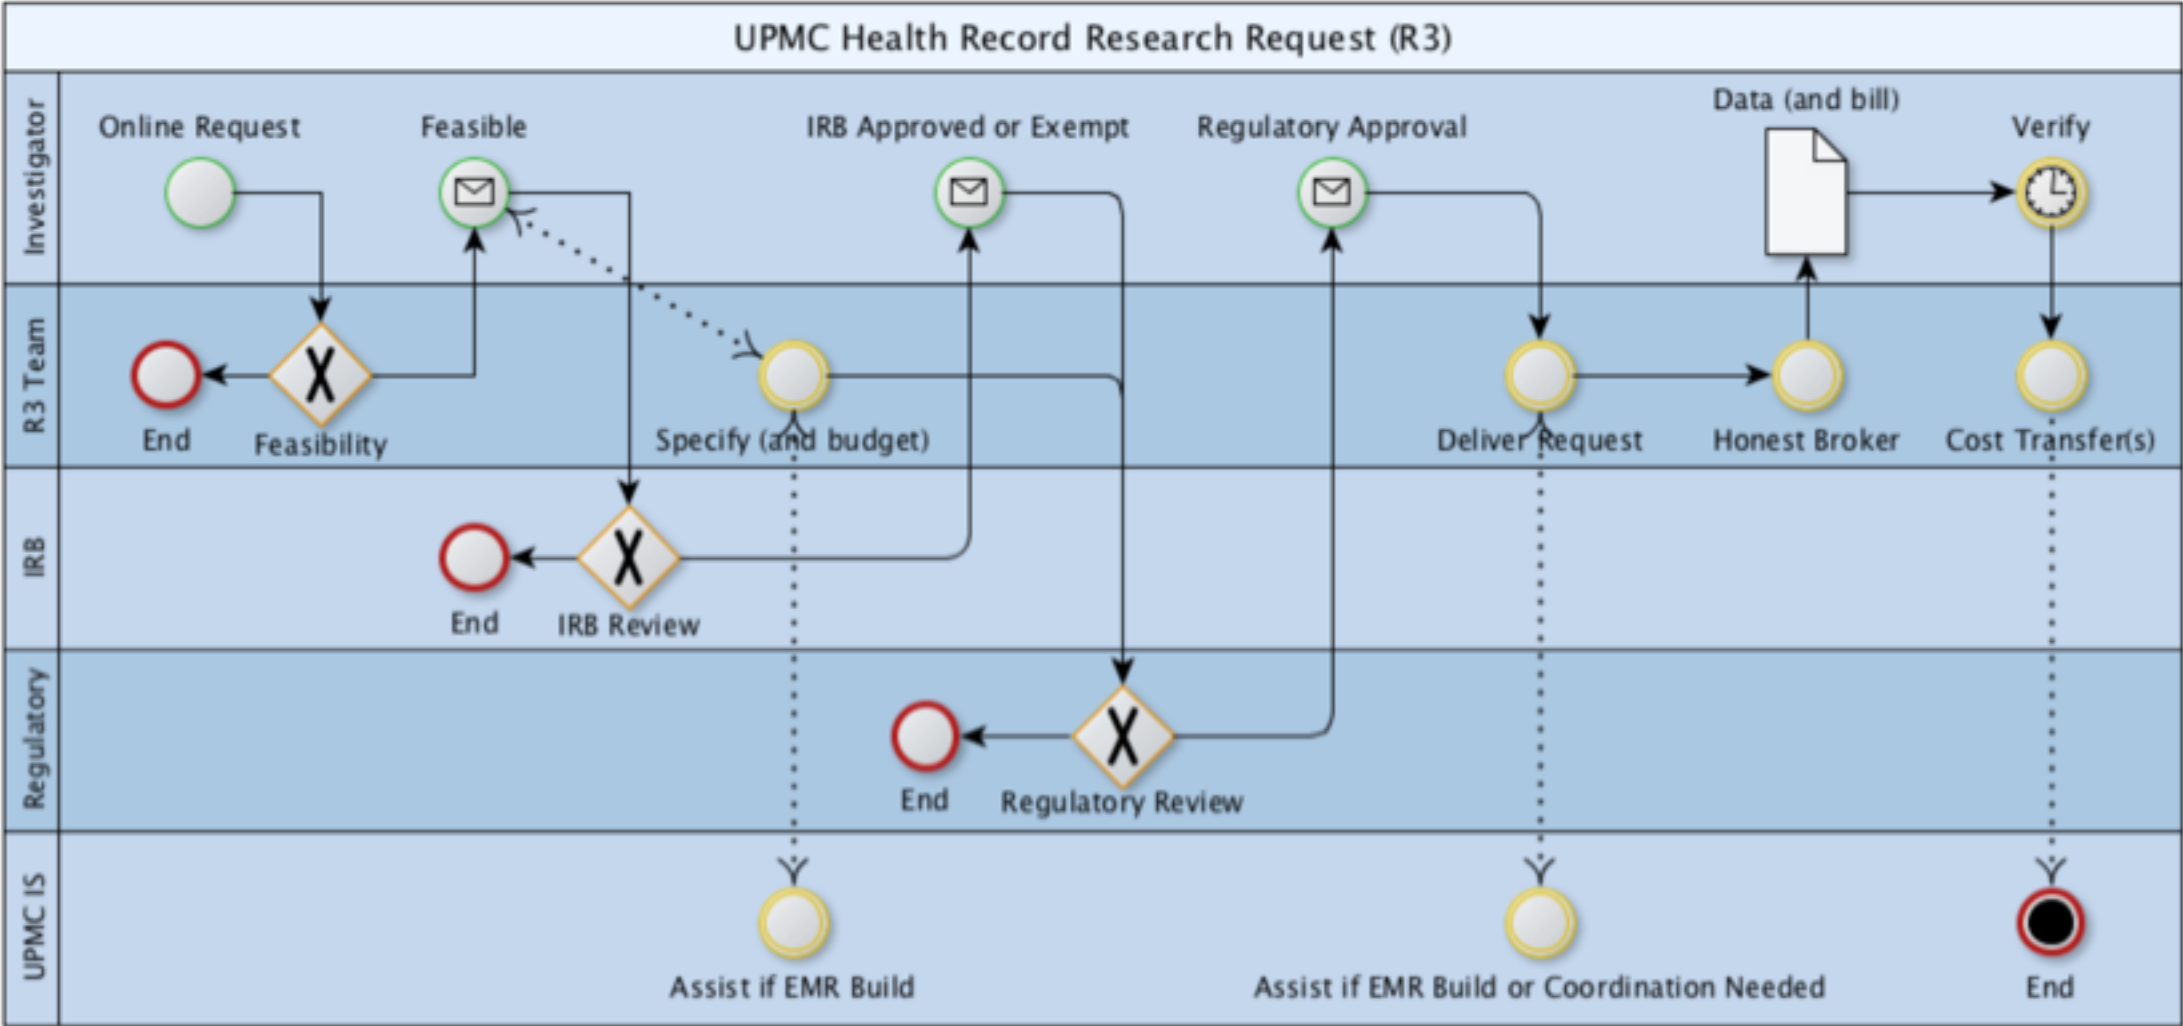 UPMC Health Record Research Request (R3)
Investigator
Online Request
Feasible
IRB Approved or Exempt
Regulatory Approval
Data (and bill)
Verify
R3 Team
End
Feasibility
Specify (and budget)
Deliver Request
Honest Broker
Cost Transfer(s)
IRB
End
IRB Review
Regulatory
End
Regulatory Review
UPMC IS
Assist if EMR Build
Assist if EMR Build or Coordination Needed
End